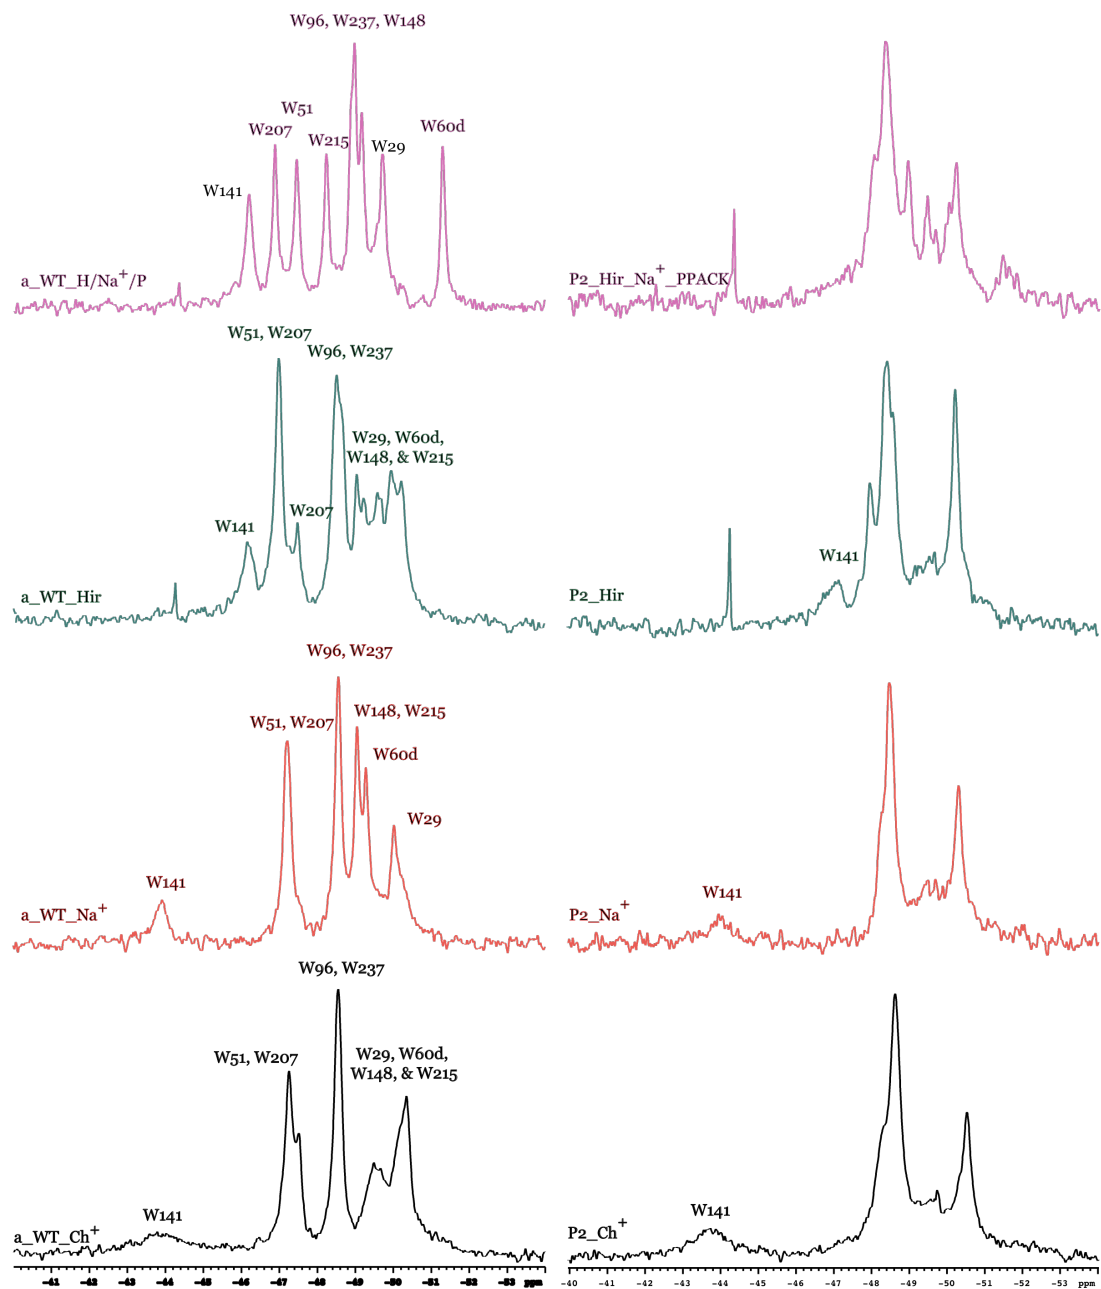 W96, W237, W148
W51
W207
W215
W29
W60d
W141
a_WT_H/Na+/P
P2_Hir_Na+_PPACK
W51, W207
W96, W237
W29, W60d,
W148, & W215
W207
W141
a_WT_Hir
W141
P2_Hir
W96, W237
W148, W215
W51, W207
W60d
W29
W141
a_WT_Na+
W141
P2_Na+
W96, W237
W51, W207
W29, W60d,
W148, & W215
W141
a_WT_Ch+
W141
P2_Ch+
-41 -42 -43 -44 -45 -46 -47 -48 -49 -50 -51 -52 -53 ppm
-40 -41 -42 -43 -44 -45 -46 -47 -48 -49 -50 -51 -52 -53 ppm